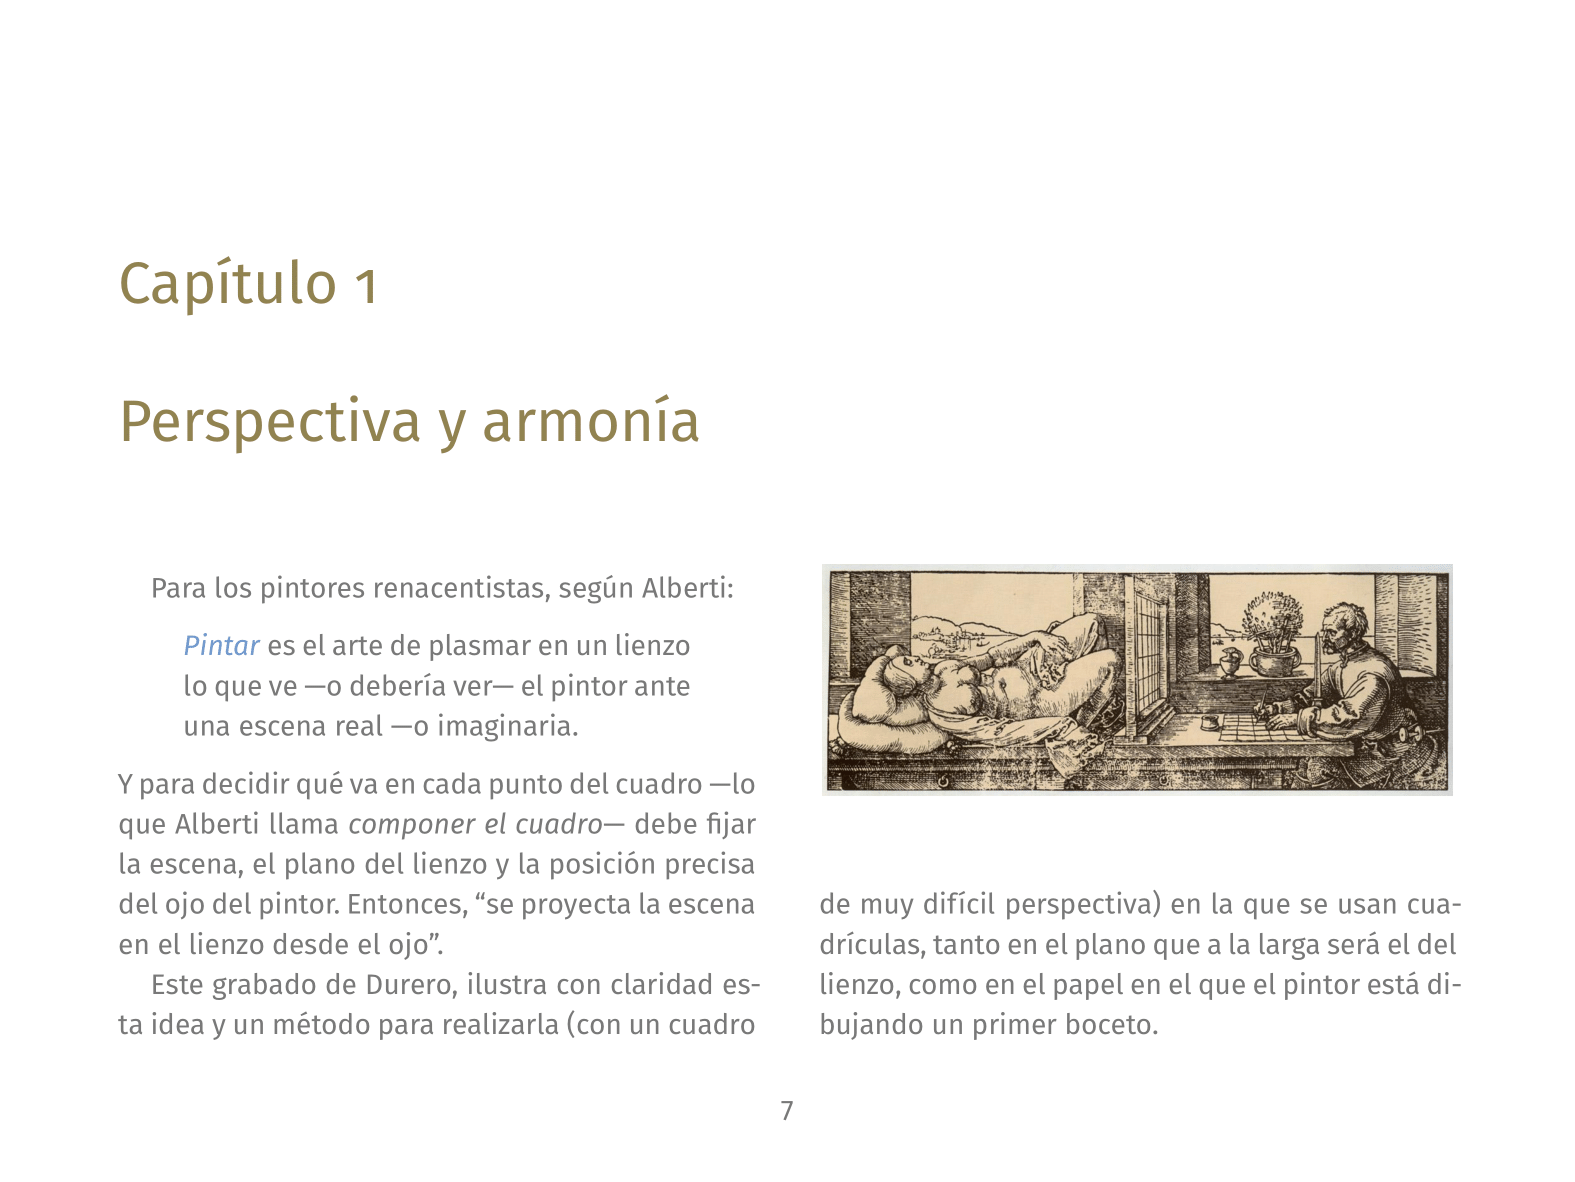 Capítulo 1
Perspectiva y armonía
Para los pintores renacentistas, según Alberti:
Pintar es el arte de plasmar en un lienzo
lo que ve —o debería ver— el pintor ante
una escena real —o imaginaria.
Y para decidir qué va en cada punto del cuadro —lo
que Alberti llama componer el cuadro— debe fijar
la escena, el plano del lienzo y la posición precisa
del ojo del pintor. Entonces, “se proyecta la escena
en el lienzo desde el ojo”.
Este grabado de Durero, ilustra con claridad es-
ta idea y un método para realizarla (con un cuadro
de muy difícil perspectiva) en la que se usan cua-
drículas, tanto en el plano que a la larga será el del
lienzo, como en el papel en el que el pintor está di-
bujando un primer boceto.
7